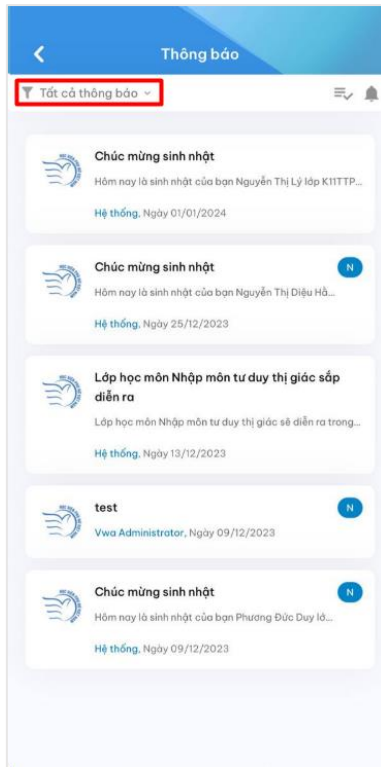 Thông báo
Tất cả thông báo
Chúc mừng sinh nhật
Hôm nay là sinh nhật của bạn Nguyễn Thị Lý lớp K11TTP...
Hệ thống, Ngày 01/01/2024
Chúc mừng sinh nhật
N
Hôm nay là sinh nhật của bạn Nguyễn Thị Diệu Hằ...
Hệ thống, Ngày 25/12/2023
Lớp học môn Nhập môn tư duy thị giác sắp
diễn ra
Lớp học môn Nhập môn tư duy thị giác sẽ diễn ra trong...
Hệ thống, Ngày 13/12/2023
test
N
Vwa Administrator, Ngày 09/12/2023
Chúc mừng sinh nhật
N
Hôm nay là sinh nhật của bạn Phương Đức Duy lớ...
Hệ thống, Ngày 09/12/2023